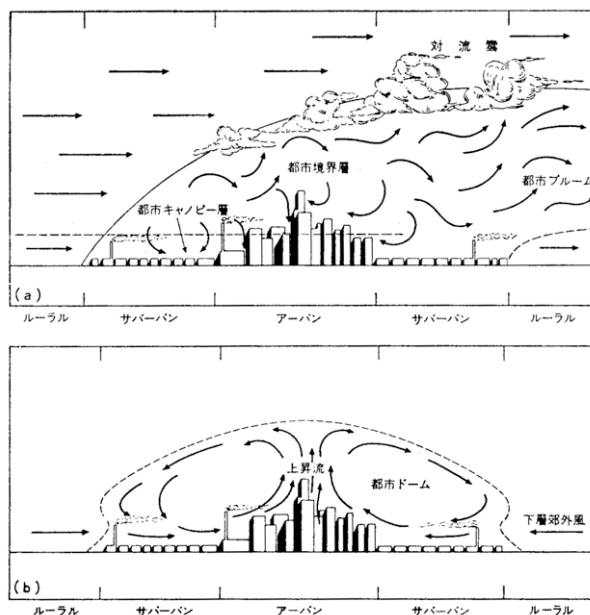 対流雲
都市境界層
都市プルーム
都市キャノピー層
(a)
ルーラル サバーバン アーバン サバーバン ルーラル
上昇流
都市ドーム
下層郊外風
(b)
ルーラル サバーバン アーバン サバーバン ルーラル